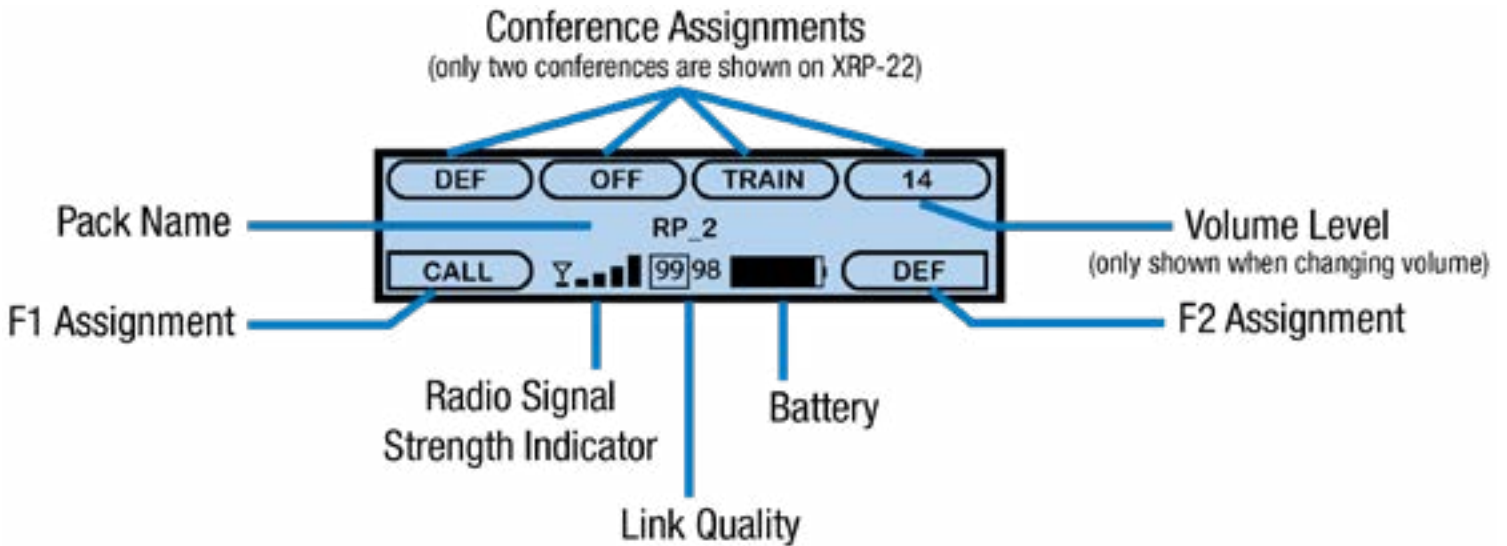 Conference Assignments
(only two conferences are shown on XRP-22)
DEF OFF TRAIN 14
Pack Name
RP_2
Volume Level
(only shown when changing volume)
CALL 99 98 DEF
F1 Assignment
F2 Assignment
Radio Signal
Strength Indicator
Battery
Link Quality